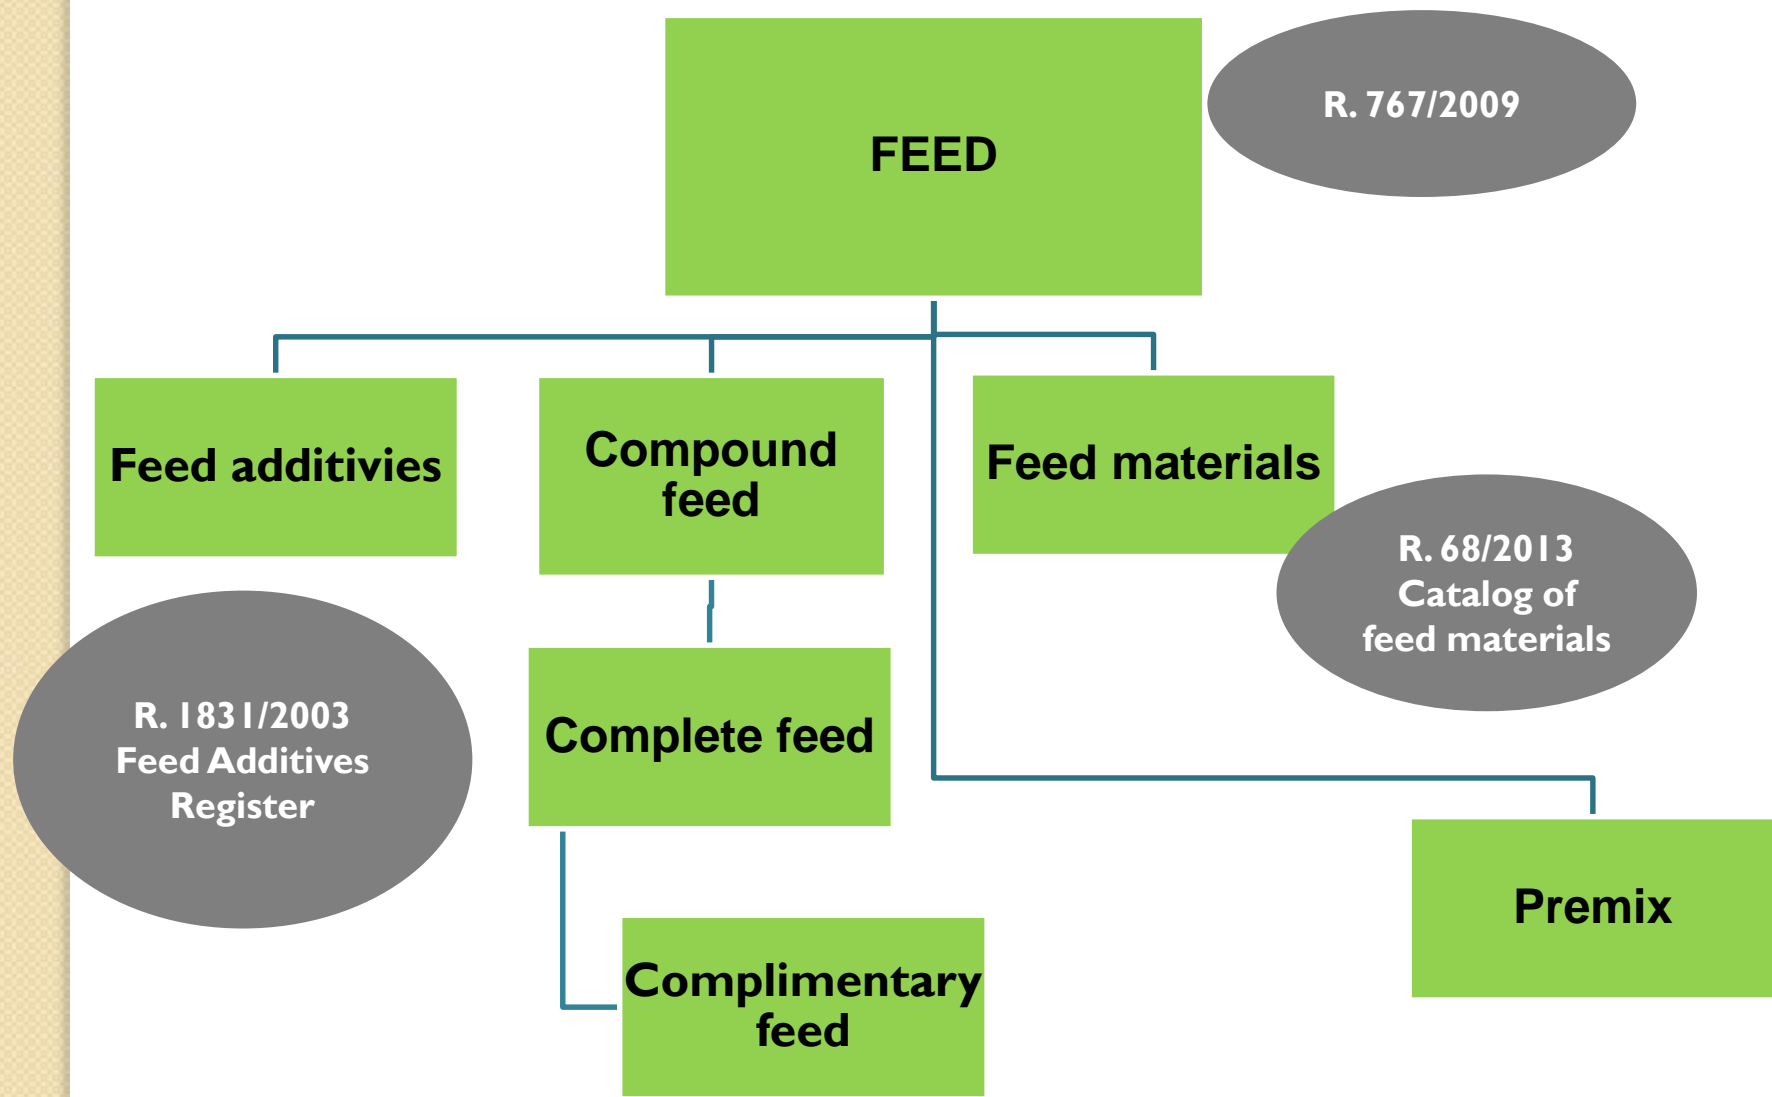 FEED
R. 767/2009
Feed additivies
Compound
feed
Feed materials
R. 68/2013
Catalog of
feed materials
R. 1831/2003
Feed Additives
Register
Complete feed
Premix
Complimentary
feed